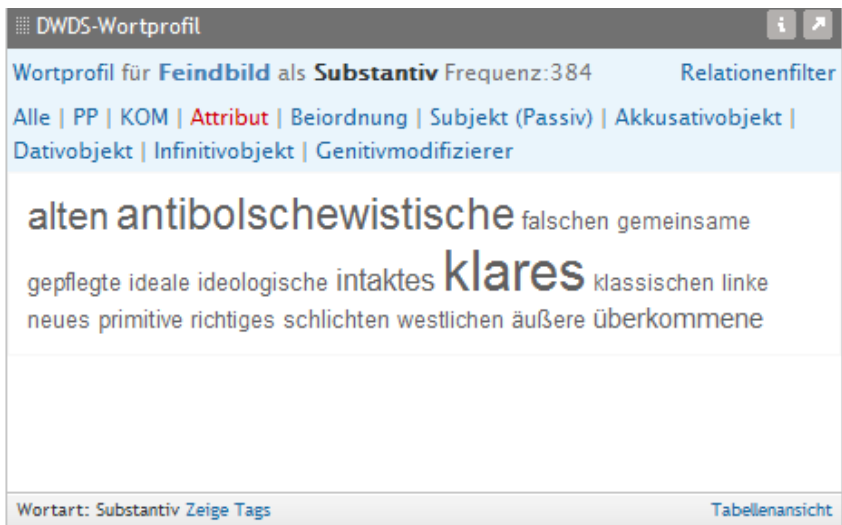 DWDS-Wortprofil
Wortprofil für Feindbild als Substantiv Frequenz:384 Relationenfilter
Alle | PP | KOM | Attribut | Beiordnung | Subjekt (Passiv) | Akkusativobjekt |
Dativobjekt | Infinitivobjekt | Genitivmodifizierer
alten antibolschewistische falschen gemeinsame
gepflegte ideale ideologische intaktes klares klassischen linke
neues primitive richtiges schlichten westlichen äußere überkommene
Wortart: Substantiv Zeige Tags Tabellenansicht